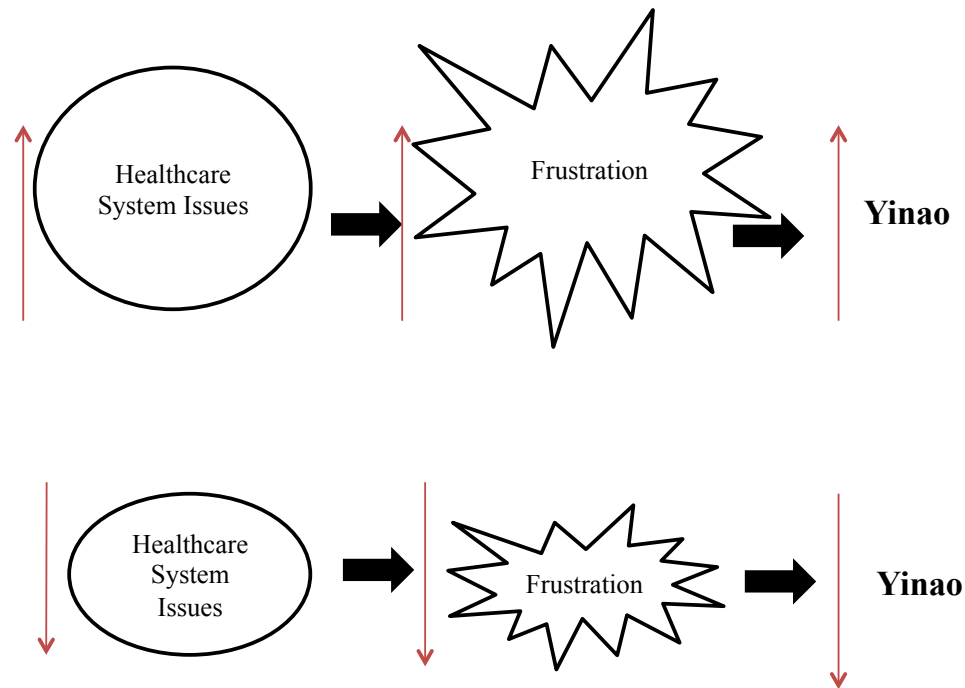 Healthcare
System Issues
Frustration
Yinao
Healthcare
System
Issues
Frustration
Yinao